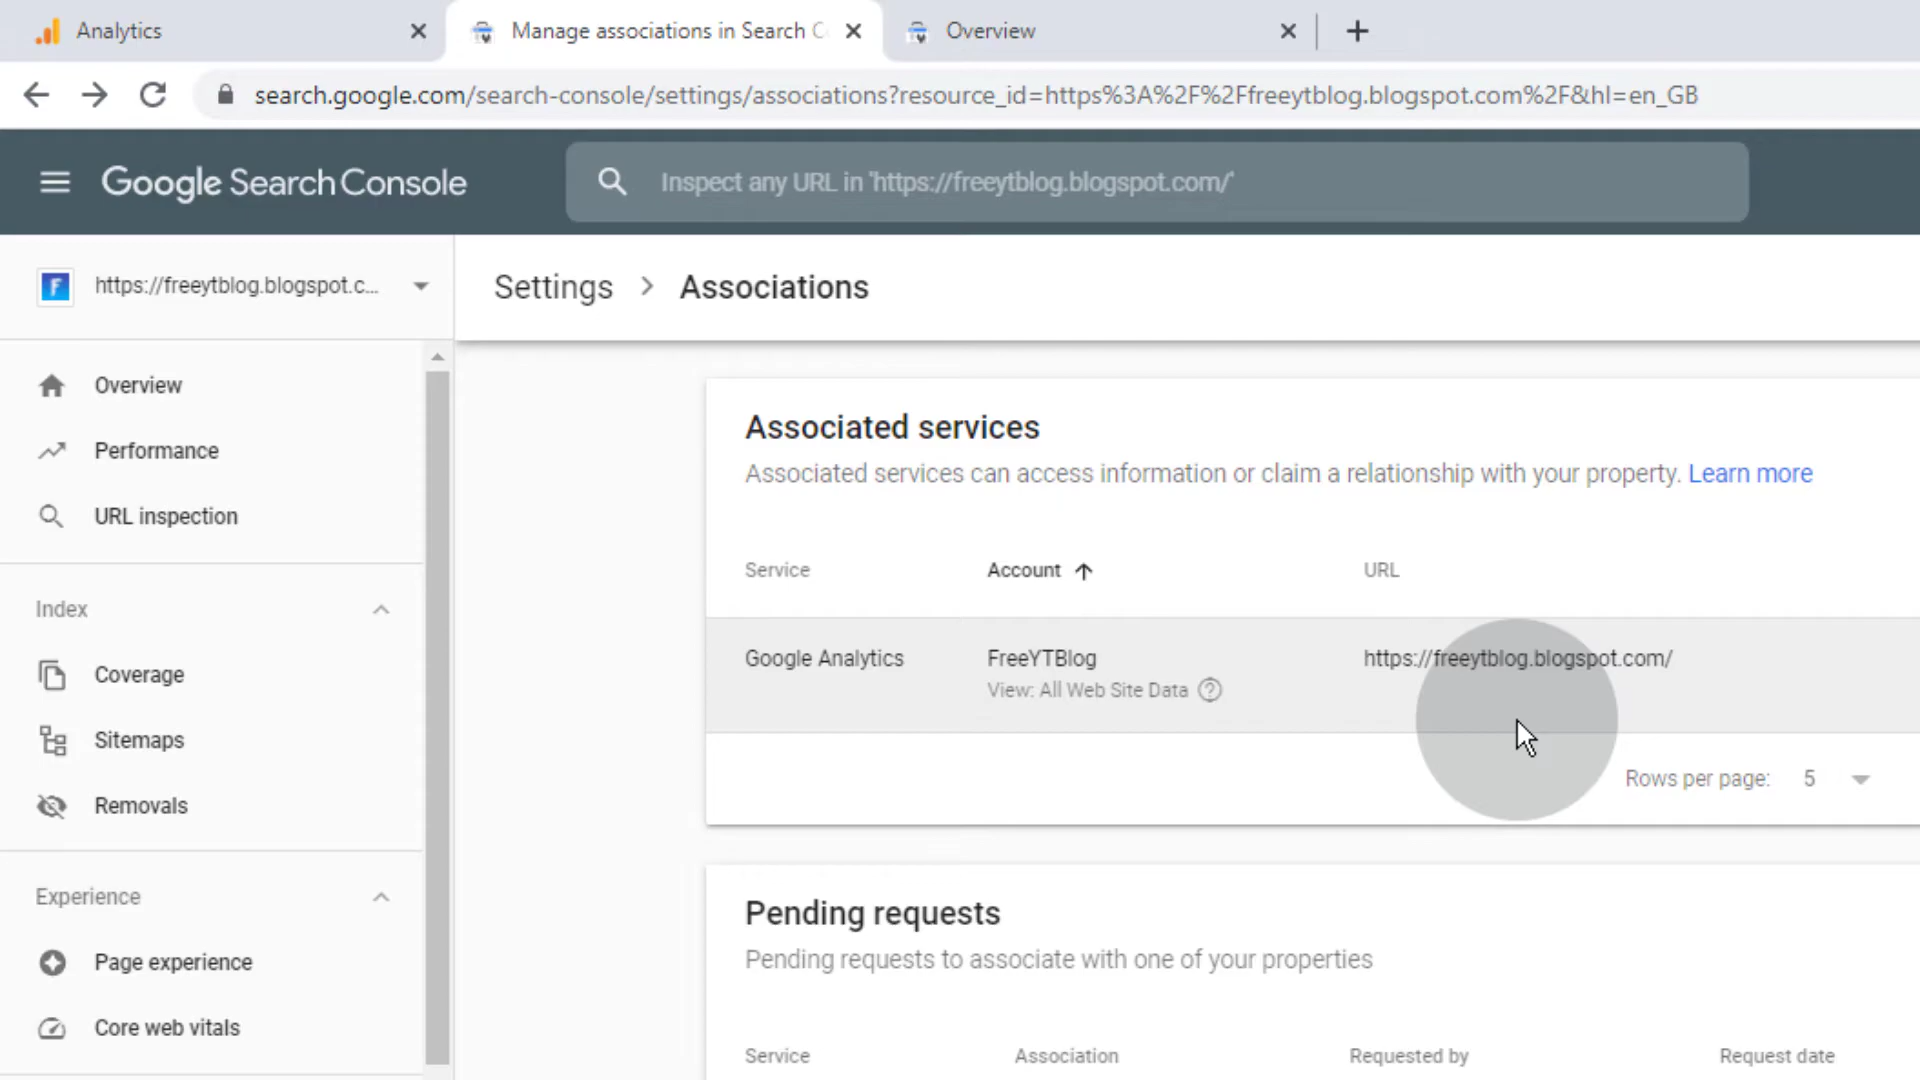 Analytics
Manage associations in Search C
Overview
search.google.com/search-console/settings/associations?resource_id=https%3A%2F%2Ffreeytblog.blogspot.com%2F&hl=en_GB
Google Search Console
Inspect any URL in 'https://freeytblog.blogspot.com/'
F
https://freeytblog.blogspot.c...
Settings > Associations
Overview
Performance
URL inspection
Index
Coverage
Sitemaps
Removals
Experience
Page experience
Core web vitals
Associated services
Associated services can access information or claim a relationship with your property. Learn more
Service Account URL
Google Analytics FreeYTBlog https://freeytblog.blogspot.com/
View: All Web Site Data
Rows per page: 5
Pending requests
Pending requests to associate with one of your properties
Service Association Requested by Request date